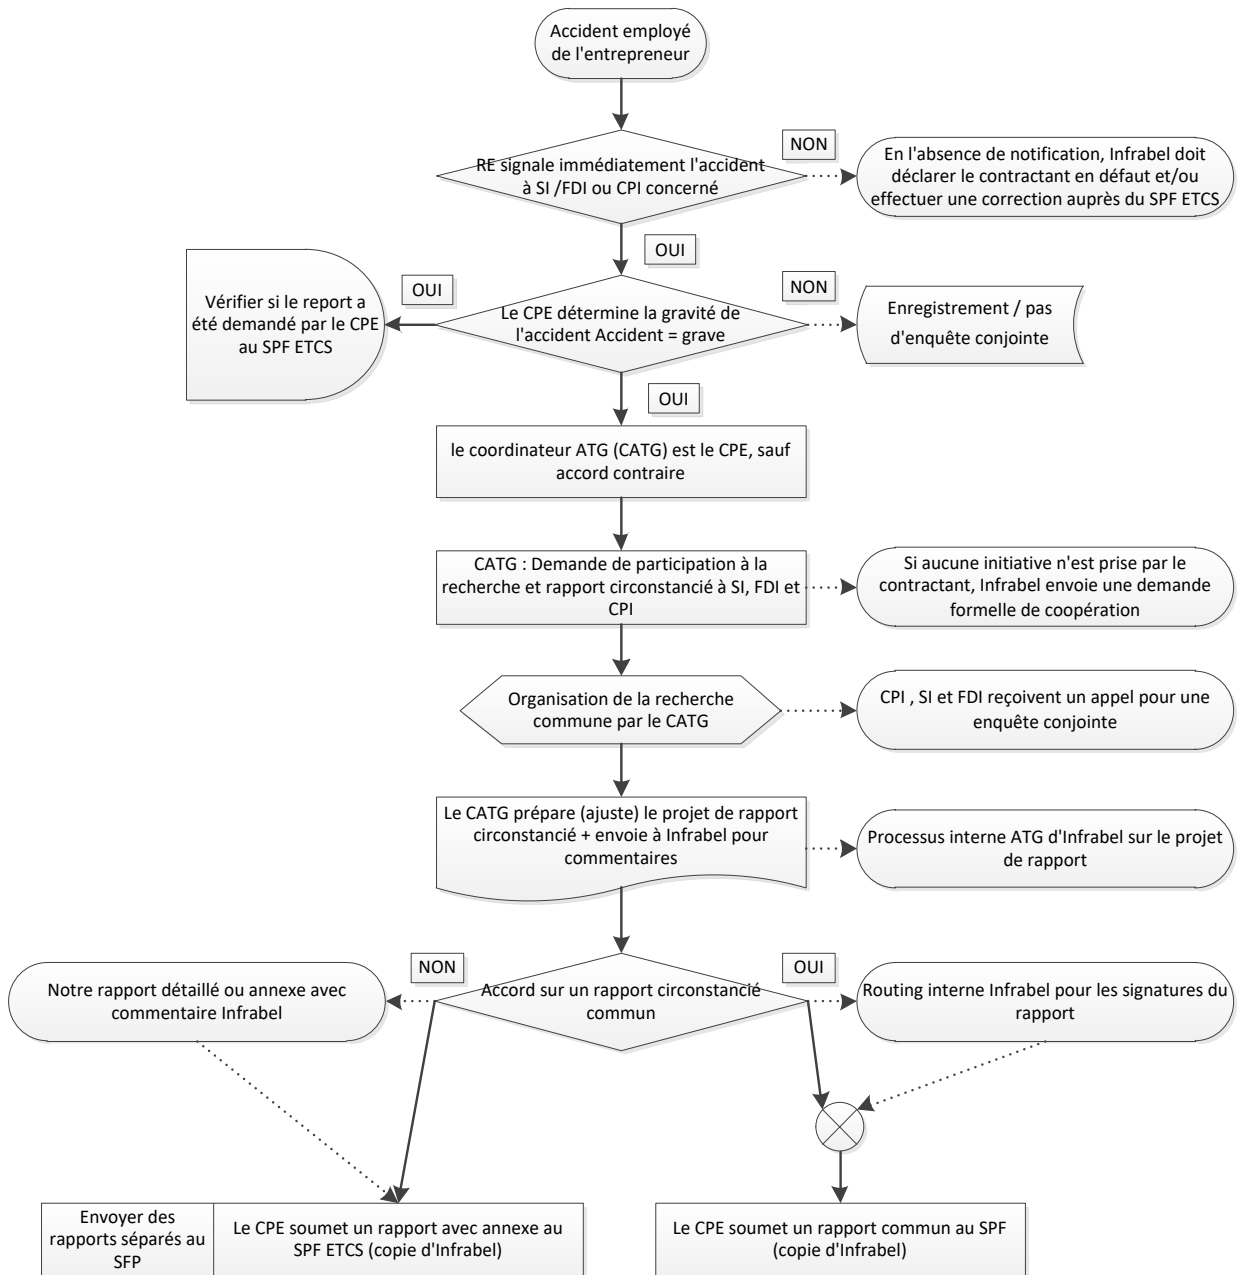 Accident employé
de l'entrepreneur
RE signale immédiatement l'accident
à SI /FDI ou CPI concerné
NON
En l'absence de notification, Infrabel doit
déclarer le contractant en défaut et/ou
effectuer une correction auprès du SPF ETCS
OUI
Vérifier si le report a
été demandé par le CPE
au SPF ETCS
OUI
Le CPE détermine la gravité de
l'accident Accident = grave
NON
Enregistrement / pas
d'enquête conjointe
OUI
le coordinateur ATG (CATG) est le CPE, sauf
accord contraire
CATG : Demande de participation à la
recherche et rapport circonstancié à SI, FDI et
CPI
Si aucune initiative n'est prise par le
contractant, Infrabel envoie une demande
formelle de coopération
Organisation de la recherche
commune par le CATG
CPI , SI et FDI reçoivent un appel pour une
enquête conjointe
Le CATG prépare (ajuste) le projet de rapport
circonstancié + envoie à Infrabel pour
commentaires
Processus interne ATG d'Infrabel sur le projet
de rapport
NON
OUI
Notre rapport détaillé ou annexe avec
commentaire Infrabel
Accord sur un rapport circonstancié
commun
Routing interne Infrabel pour les signatures du
rapport
Envoyer des
rapports séparés au
SFP
Le CPE soumet un rapport avec annexe au
SPF ETCS (copie d'Infrabel)
Le CPE soumet un rapport commun au SPF
(copie d'Infrabel)